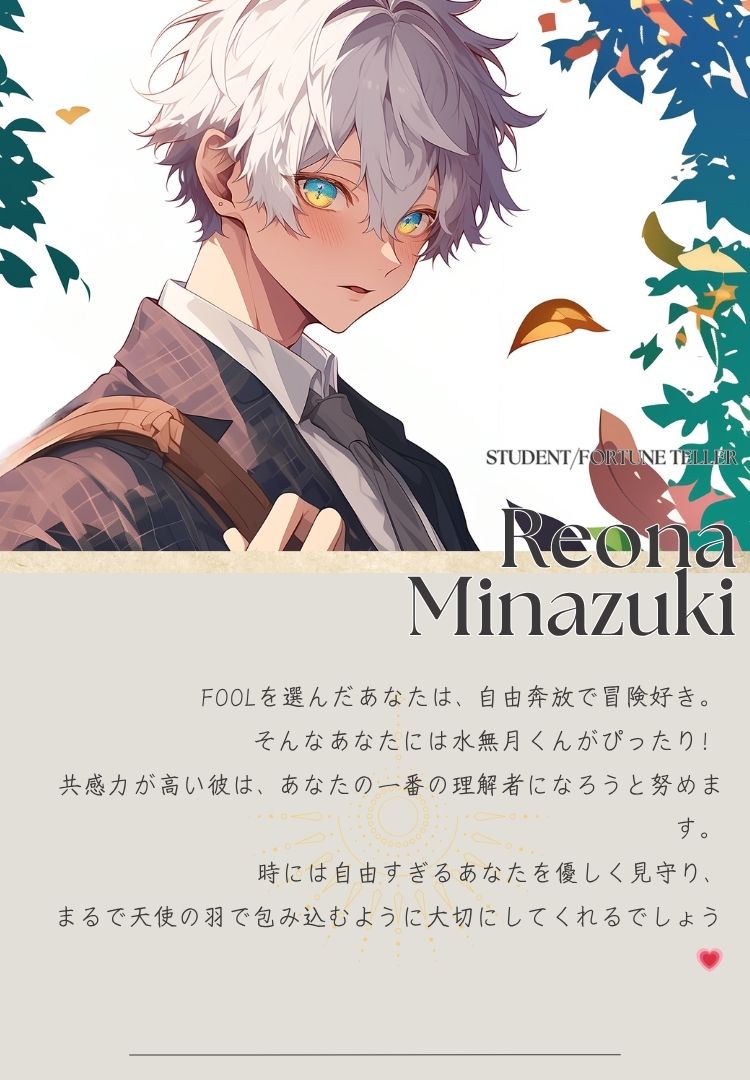 STUDENT/FORTUNE TELLER
Reona
Minazuki
FOOLを選んだあなたは、自由奔放で冒険好き。
そんなあなたには水無月くんがぴったり!
共感力が高い彼は、あなたの一番の理解者になろうと努めま
す。
時には自由すぎるあなたを優しく見守り、
まるで天使の羽で包み込むように大切にしてくれるでしょう
💗